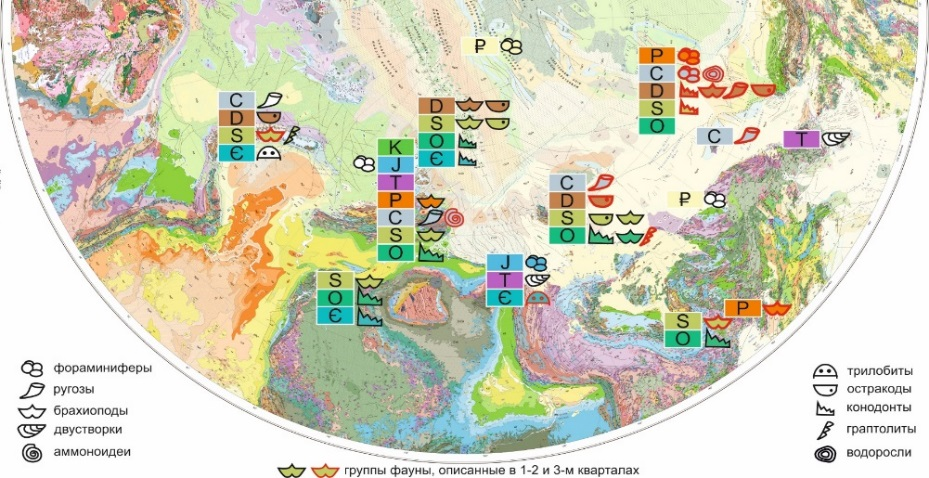 ₽
P
C
D
S
O
C
D
S
Є
D
S
O
Є
C
T
K
J
T
P
C
S
O
C
D
S
O
₽
J
T
Є
S
O
Є
P
S
O
фораминиферы
ругозы
брахиоподы
двустворки
аммоноидеи
трилобиты
остракоды
конодонты
граптолиты
водоросли
группы фауны, описанные в 1-2 и 3-м кварталах